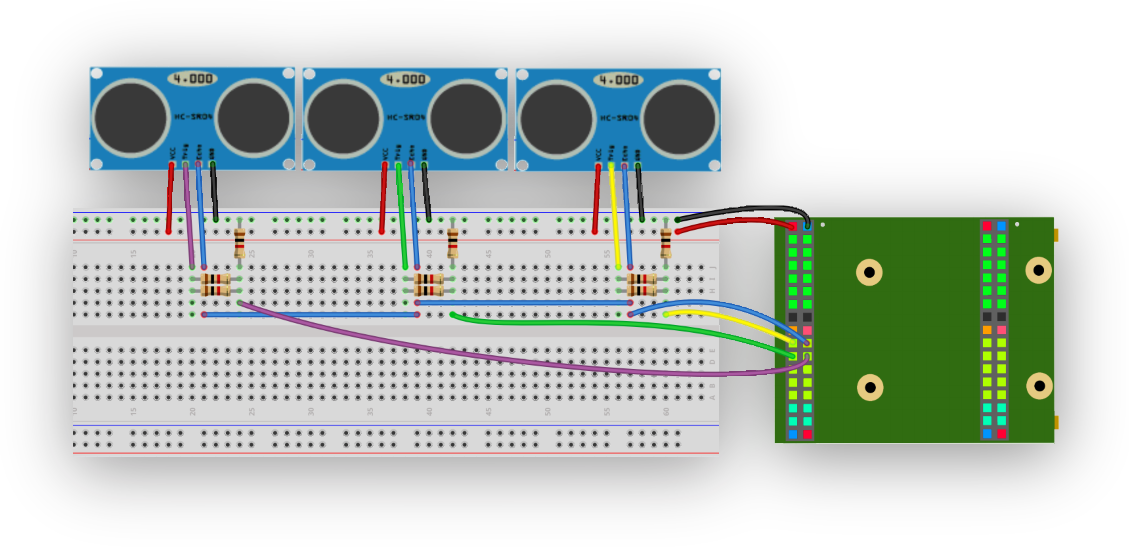 4.000 4.000 4.000
HC-SR04 HC-SR04 HC-SR04
VCC Trig Echo GND VCC Trig Echo GND VCC Trig Echo GND
15 20 25 30 35 40 45 50 55 60
J
I
H
E
D
B
A
15 20 25 30 35 40 45 50 55 60